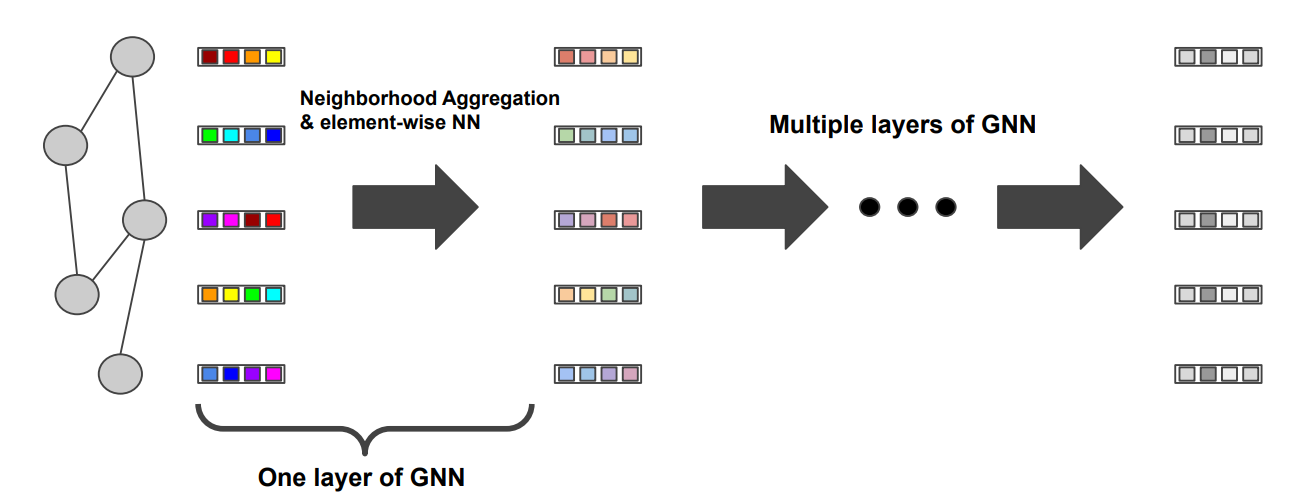 Neighborhood Aggregation
& element-wise NN
Multiple layers of GNN
One layer of GNN